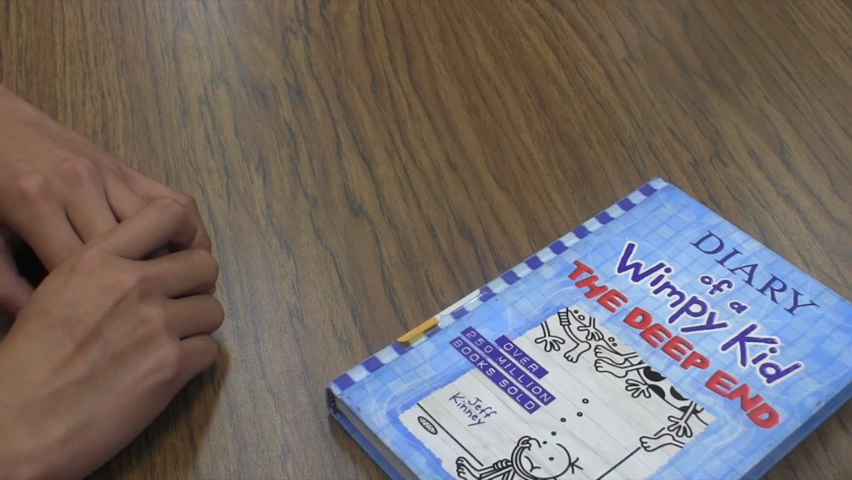 DIARY
of a
Wimpy Kid
THE DEEP END
OVER
250 MILLION
BOOKS SOLD
Jeff
Kinney